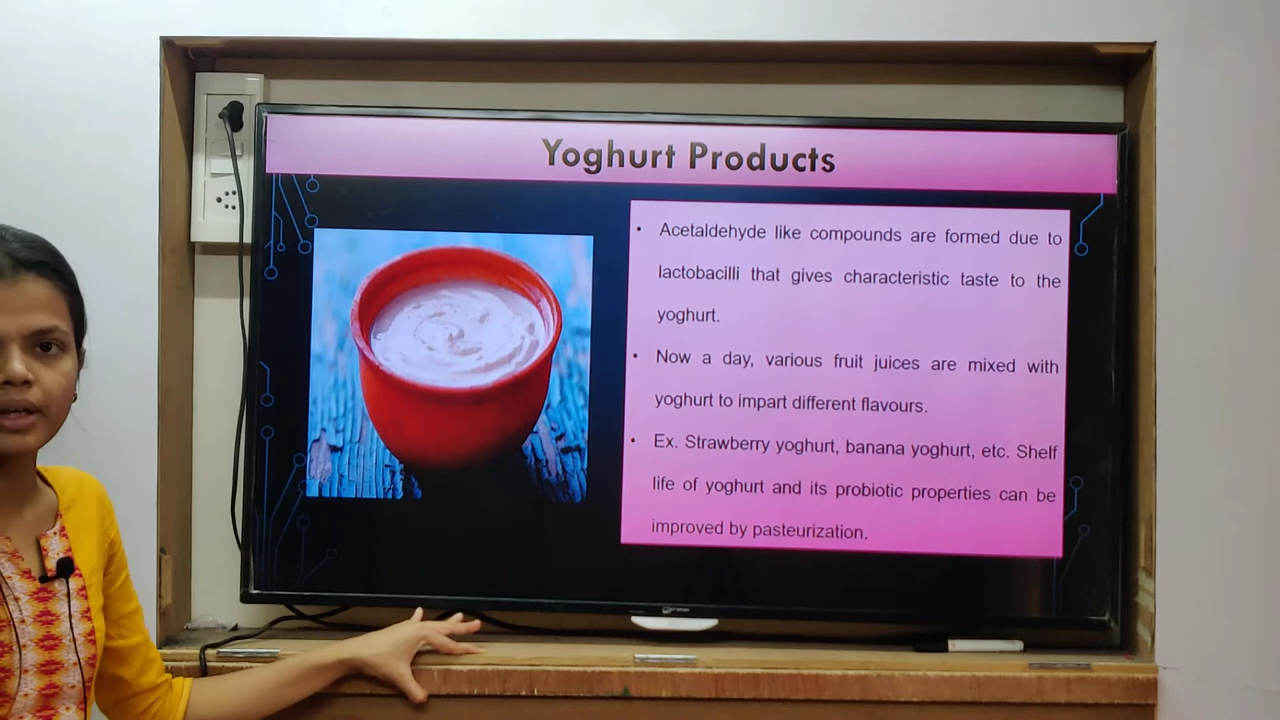 Yoghurt Products
• Acetaldehyde like compounds are formed due to
lactobacilli that gives characteristic taste to the
yoghurt.
• Now a day, various fruit juices are mixed with
yoghurt to impart different flavours.
• Ex. Strawberry yoghurt, banana yoghurt, etc. Shelf
life of yoghurt and its probiotic properties can be
improved by pasteurization.